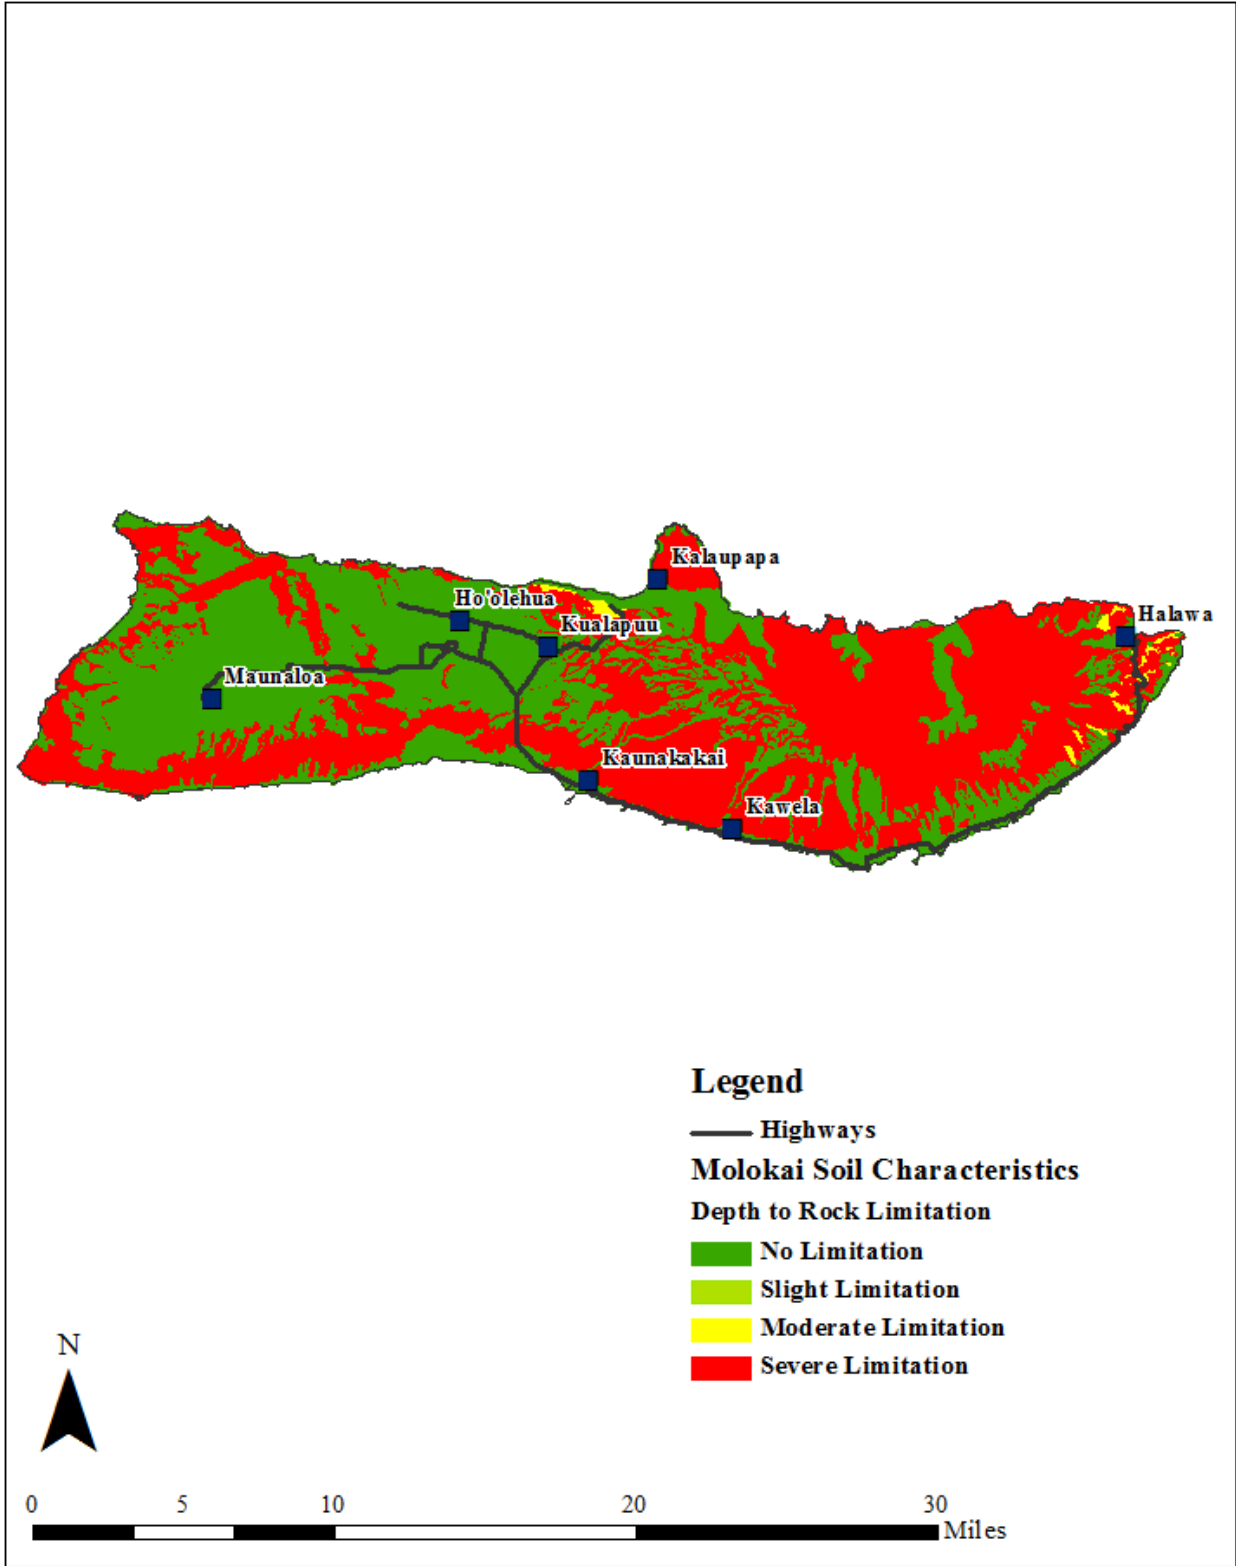 Kalaupapa
Ho'olehua
Halawa
Kualapuu
Maunaloa
Kaunakakai
Kawela
Legend
Highways
Molokai Soil Characteristics
Depth to Rock Limitation
No Limitation
Slight Limitation
Moderate Limitation
Severe Limitation
N
0 5 10 20 30
Miles